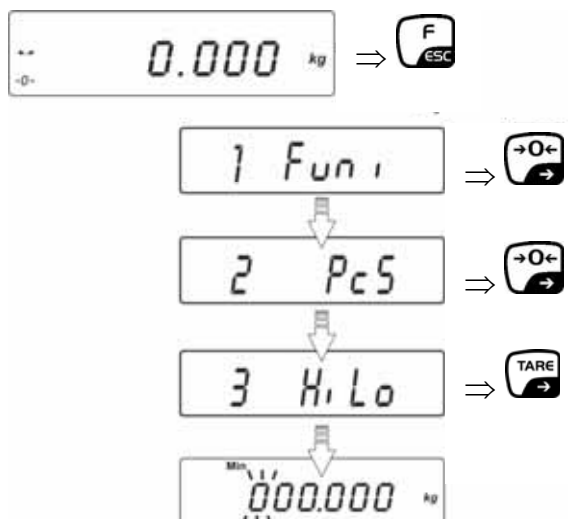 -0- 0.000 kg ⇒ F ESC
1 Funi ⇒ →0←
2 PcS ⇒ →0←
3 HiLo ⇒ TARE
Min 000.000 kg